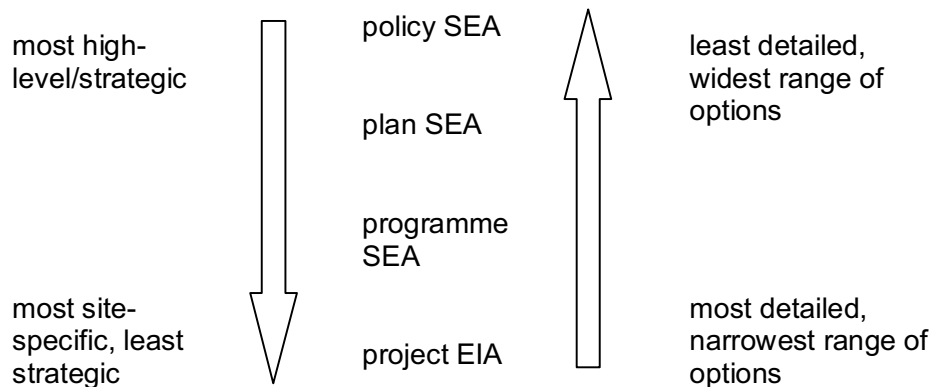 most high-
level/strategic
policy SEA
least detailed,
widest range of
options
plan SEA
programme
SEA
most site-
specific, least
strategic
project EIA
most detailed,
narrowest range of
options